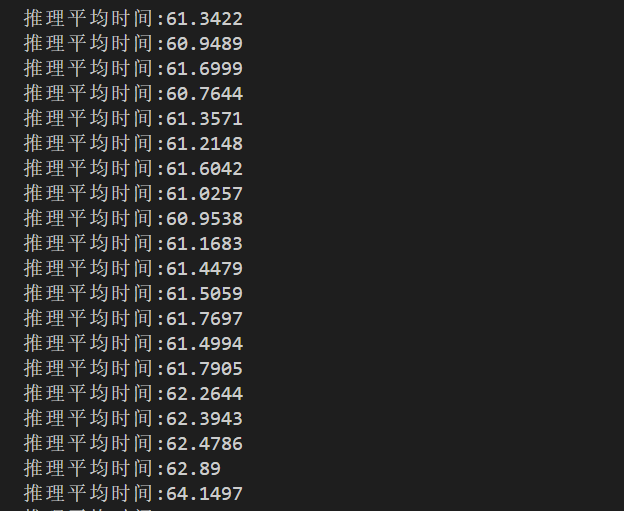 推理平均时间:61.3422
推理平均时间:60.9489
推理平均时间:61.6999
推理平均时间:60.7644
推理平均时间:61.3571
推理平均时间:61.2148
推理平均时间:61.6042
推理平均时间:61.0257
推理平均时间:60.9538
推理平均时间:61.1683
推理平均时间:61.4479
推理平均时间:61.5059
推理平均时间:61.7697
推理平均时间:61.4994
推理平均时间:61.7905
推理平均时间:62.2644
推理平均时间:62.3943
推理平均时间:62.4786
推理平均时间:62.89
推理平均时间:64.1497